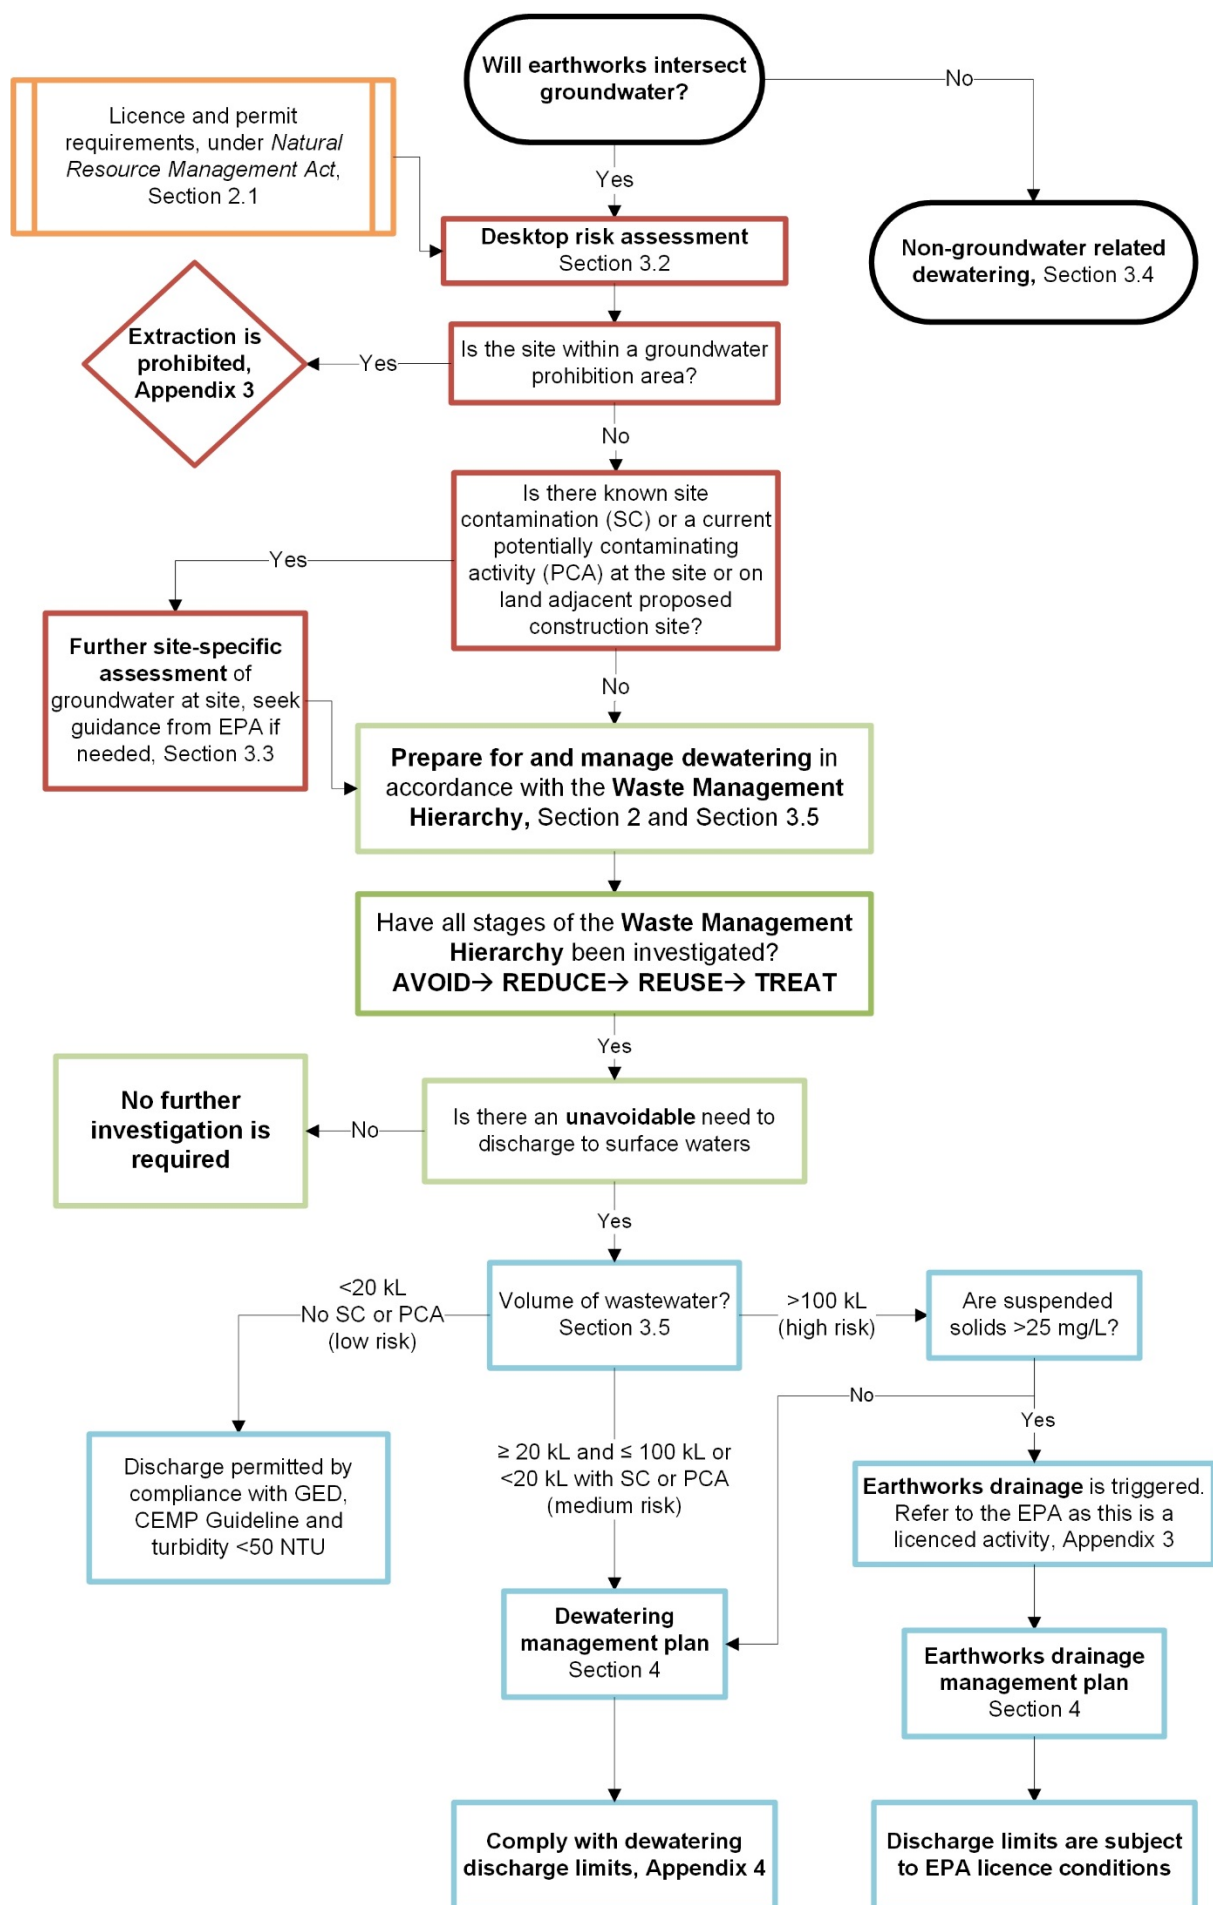 Will earthworks intersect
groundwater?
No
Licence and permit
requirements, under Natural
Resource Management Act,
Section 2.1
Yes
Desktop risk assessment
Section 3.2
Non-groundwater related
dewatering, Section 3.4
Extraction is
prohibited,
Appendix 3
Yes
Is the site within a groundwater
prohibition area?
No
Is there known site
contamination (SC) or a current
potentially contaminating
activity (PCA) at the site or on
land adjacent proposed
construction site?
Yes
Further site-specific
assessment of
groundwater at site, seek
guidance from EPA if
needed, Section 3.3
No
Prepare for and manage dewatering in
accordance with the Waste Management
Hierarchy, Section 2 and Section 3.5
Have all stages of the Waste Management
Hierarchy been investigated?
AVOID→ REDUCE→ REUSE→ TREAT
Yes
No further
investigation is
required
No
Is there an unavoidable need to
discharge to surface waters
Yes
<20 kL
No SC or PCA
(low risk)
Volume of wastewater?
Section 3.5
>100 kL
(high risk)
Are suspended
solids >25 mg/L?
No
Yes
Discharge permitted by
compliance with GED,
CEMP Guideline and
turbidity <50 NTU
≥ 20 kL and ≤ 100 kL or
<20 kL with SC or PCA
(medium risk)
Earthworks drainage is triggered.
Refer to the EPA as this is a
licenced activity, Appendix 3
Dewatering
management plan
Section 4
Earthworks drainage
management plan
Section 4
Comply with dewatering
discharge limits, Appendix 4
Discharge limits are subject
to EPA licence conditions